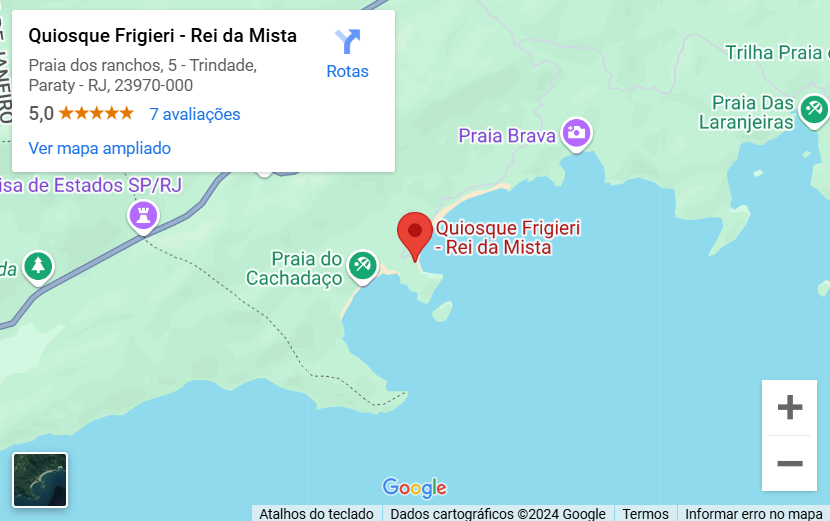 Quiosque Frigieri - Rei da Mista
Praia dos ranchos, 5 - Trindade,
Paraty - RJ, 23970-000
5,0
7 avaliações
Ver mapa ampliado
Rotas
JANEIRO
Trilha Praia
Praia Das
Laranjeiras
Praia Brava
isa de Estados SP/RJ
Quiosque Frigieri
- Rei da Mista
Praia do
Cachadaço
da
Google
Atalhos do teclado
Dados cartográficos ©2024 Google
Termos
Informar erro no mapa